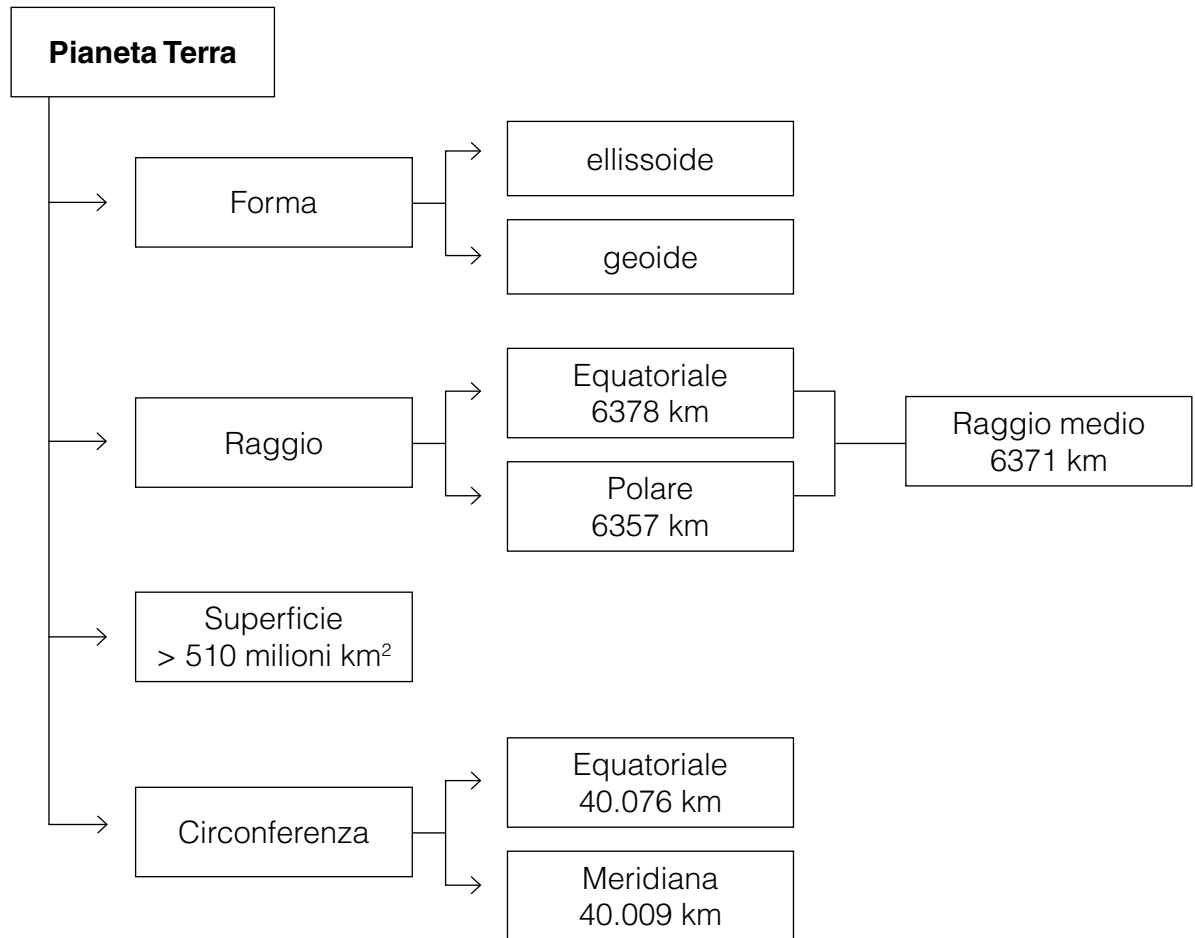 Pianeta Terra
Forma
ellissoide
geoide
Raggio
Equatoriale
6378 km
Polare
6357 km
Raggio medio
6371 km
Superficie
> 510 milioni km²
Circonferenza
Equatoriale
40.076 km
Meridiana
40.009 km